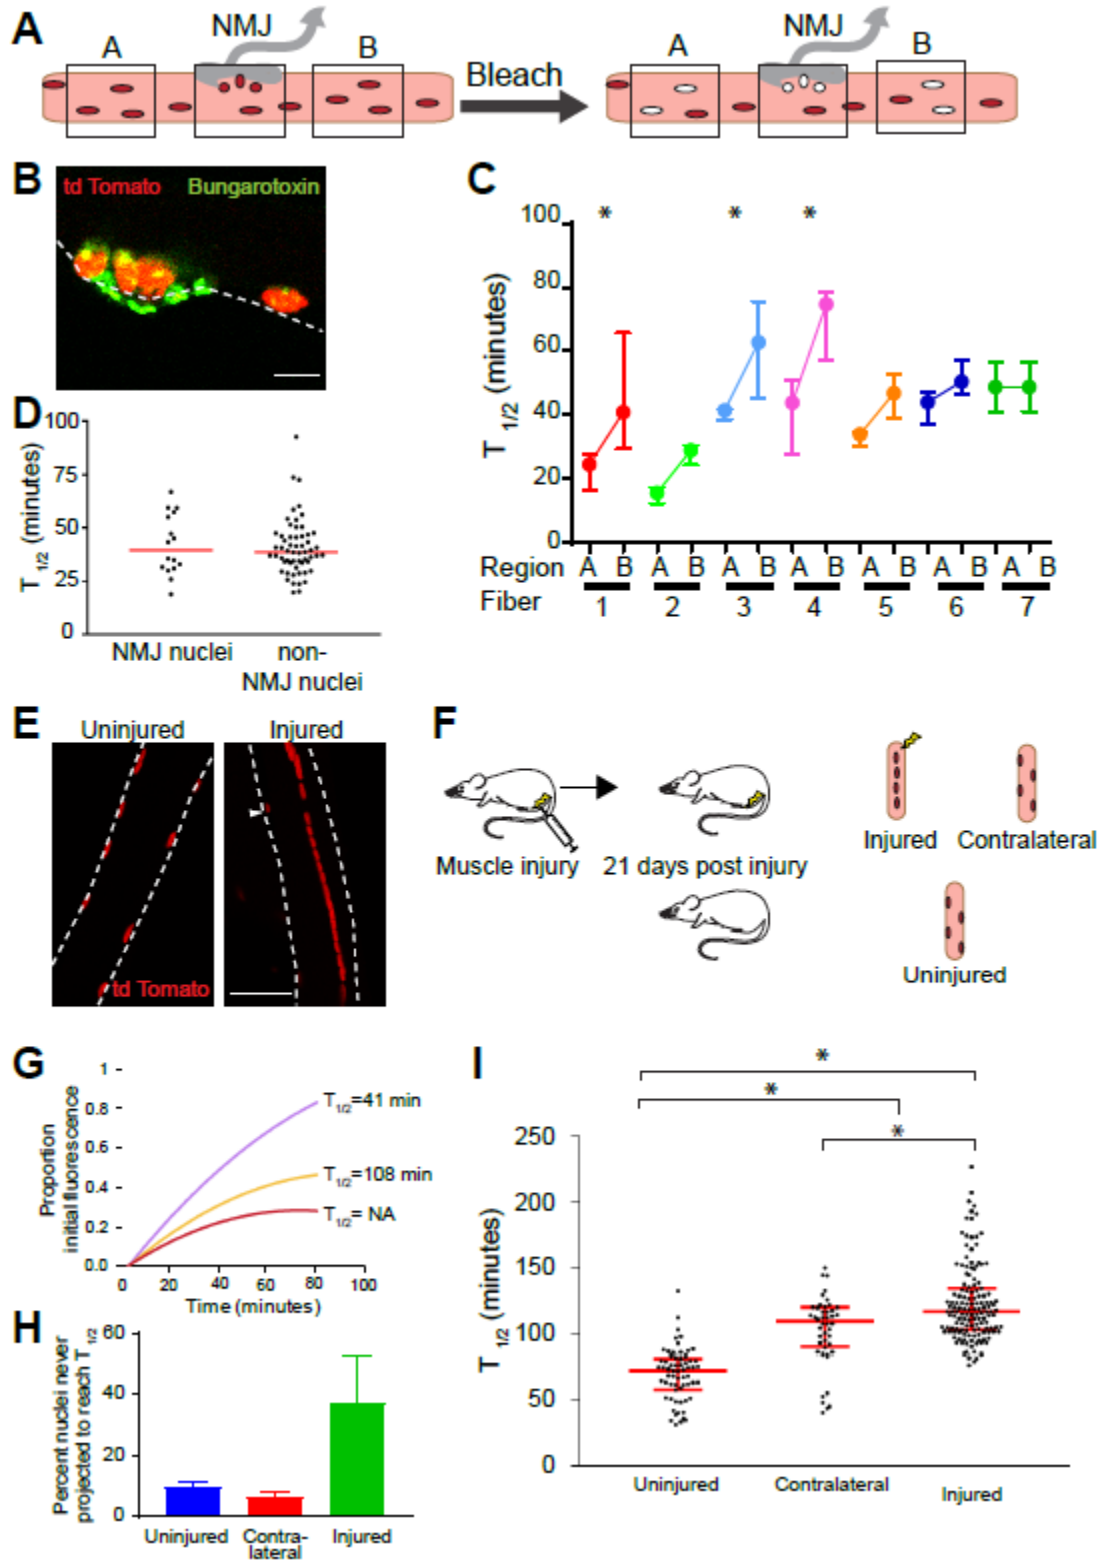 A
A
NMJ
B
Bleach
A
NMJ
B
B
td Tomato
Bungarotoxin
C
100
80
60
40
20
0
T 1/2 (minutes)
Region A B A B A B A B A B A B A B
Fiber 1 2 3 4 5 6 7
* * *
D
100
75
50
25
0
T 1/2 (minutes)
NMJ nuclei
non-
NMJ nuclei
E
Uninjured
Injured
td Tomato
F
Muscle injury
21 days post injury
Injured
Contralateral
Uninjured
G
1
0.8
0.6
0.4
0.2
0.0
Proportion
initial fluorescence
T1/2=41 min
T1/2=108 min
T1/2= NA
0 20 40 60 80 100
Time (minutes)
H
60
40
20
0
Percent nuclei never
projected to reach T 1/2
Uninjured
Contra-
lateral
Injured
I
*
*
*
250
200
150
100
50
0
T 1/2 (minutes)
Uninjured
Contralateral
Injured